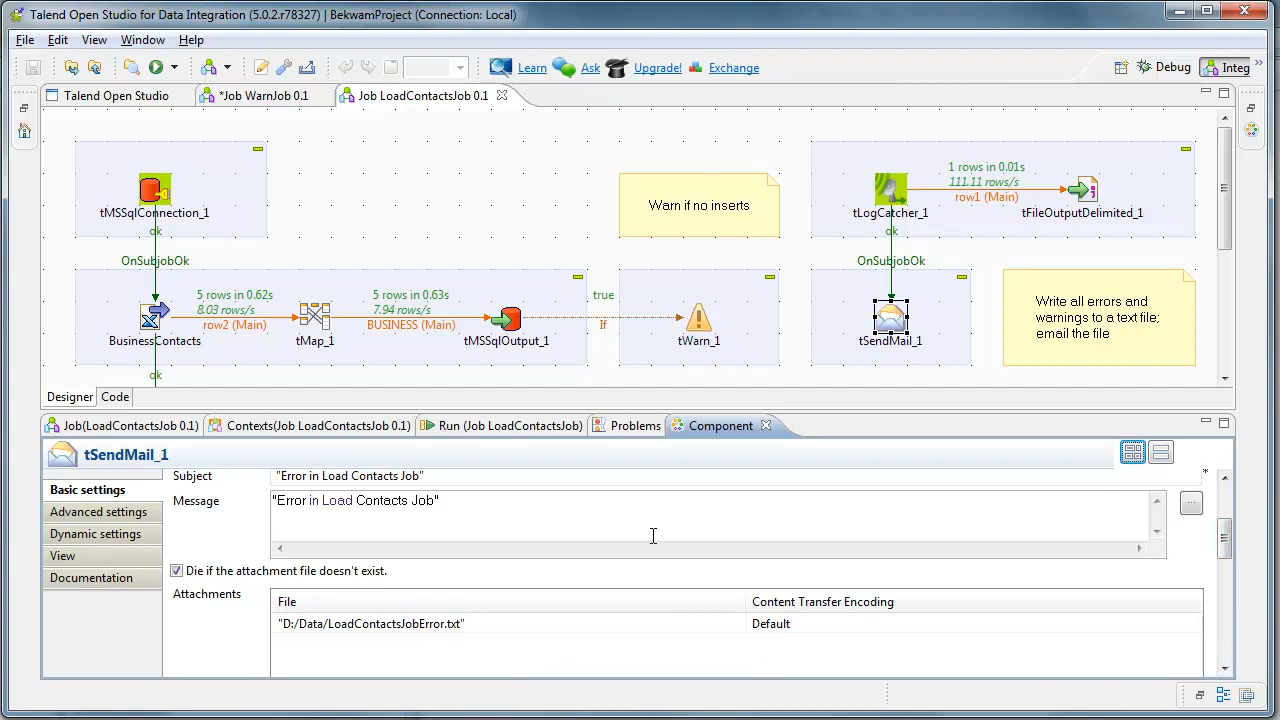 Talend Open Studio for Data Integration (5.0.2.r78327) | BekwamProject (Connection: Local)
File Edit View Window Help
Learn Ask Upgrade! Exchange Debug Integ
Talend Open Studio *Job WarnJob 0.1 Job LoadContactsJob 0.1
tMSSqlConnection_1
ok
OnSubjobOk
Warn if no inserts
1 rows in 0.01s
111.11 rows/s
row1 (Main)
tLogCatcher_1
tFileOutputDelimited_1
ok
OnSubjobOk
5 rows in 0.62s
8.03 rows/s
row2 (Main)
5 rows in 0.63s
7.94 rows/s
BUSINESS (Main)
true
If
BusinessContacts
tMap_1
tMSSqlOutput_1
tWarn_1
tSendMail_1
Write all errors and
warnings to a text file;
email the file
ok
Designer Code
Job(LoadContactsJob 0.1) Contexts(Job LoadContactsJob 0.1) Run (Job LoadContactsJob) Problems Component
tSendMail_1
Basic settings
Advanced settings
Dynamic settings
View
Documentation
Subject "Error in Load Contacts Job" *
Message "Error in Load Contacts Job"
...
Die if the attachment file doesn't exist.
Attachments
File Content Transfer Encoding
"D:/Data/LoadContactsJobError.txt" Default